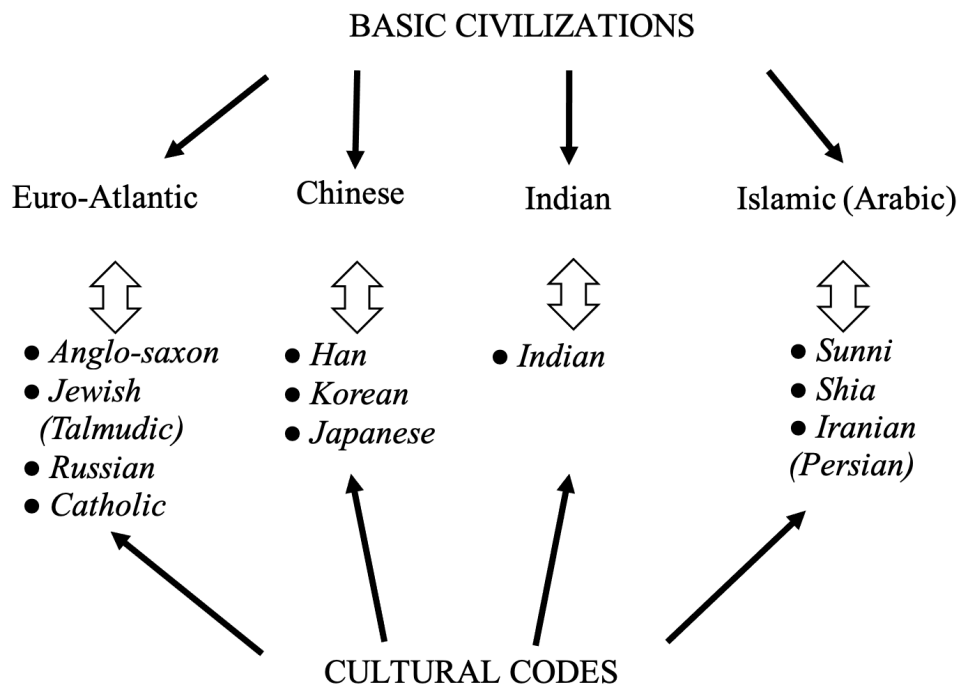 BASIC CIVILIZATIONS
Euro-Atlantic
Chinese
Indian
Islamic (Arabic)
● Anglo-saxon
● Jewish
(Talmudic)
● Russian
● Catholic
● Han
● Korean
● Japanese
● Indian
● Sunni
● Shia
● Iranian
(Persian)
CULTURAL CODES